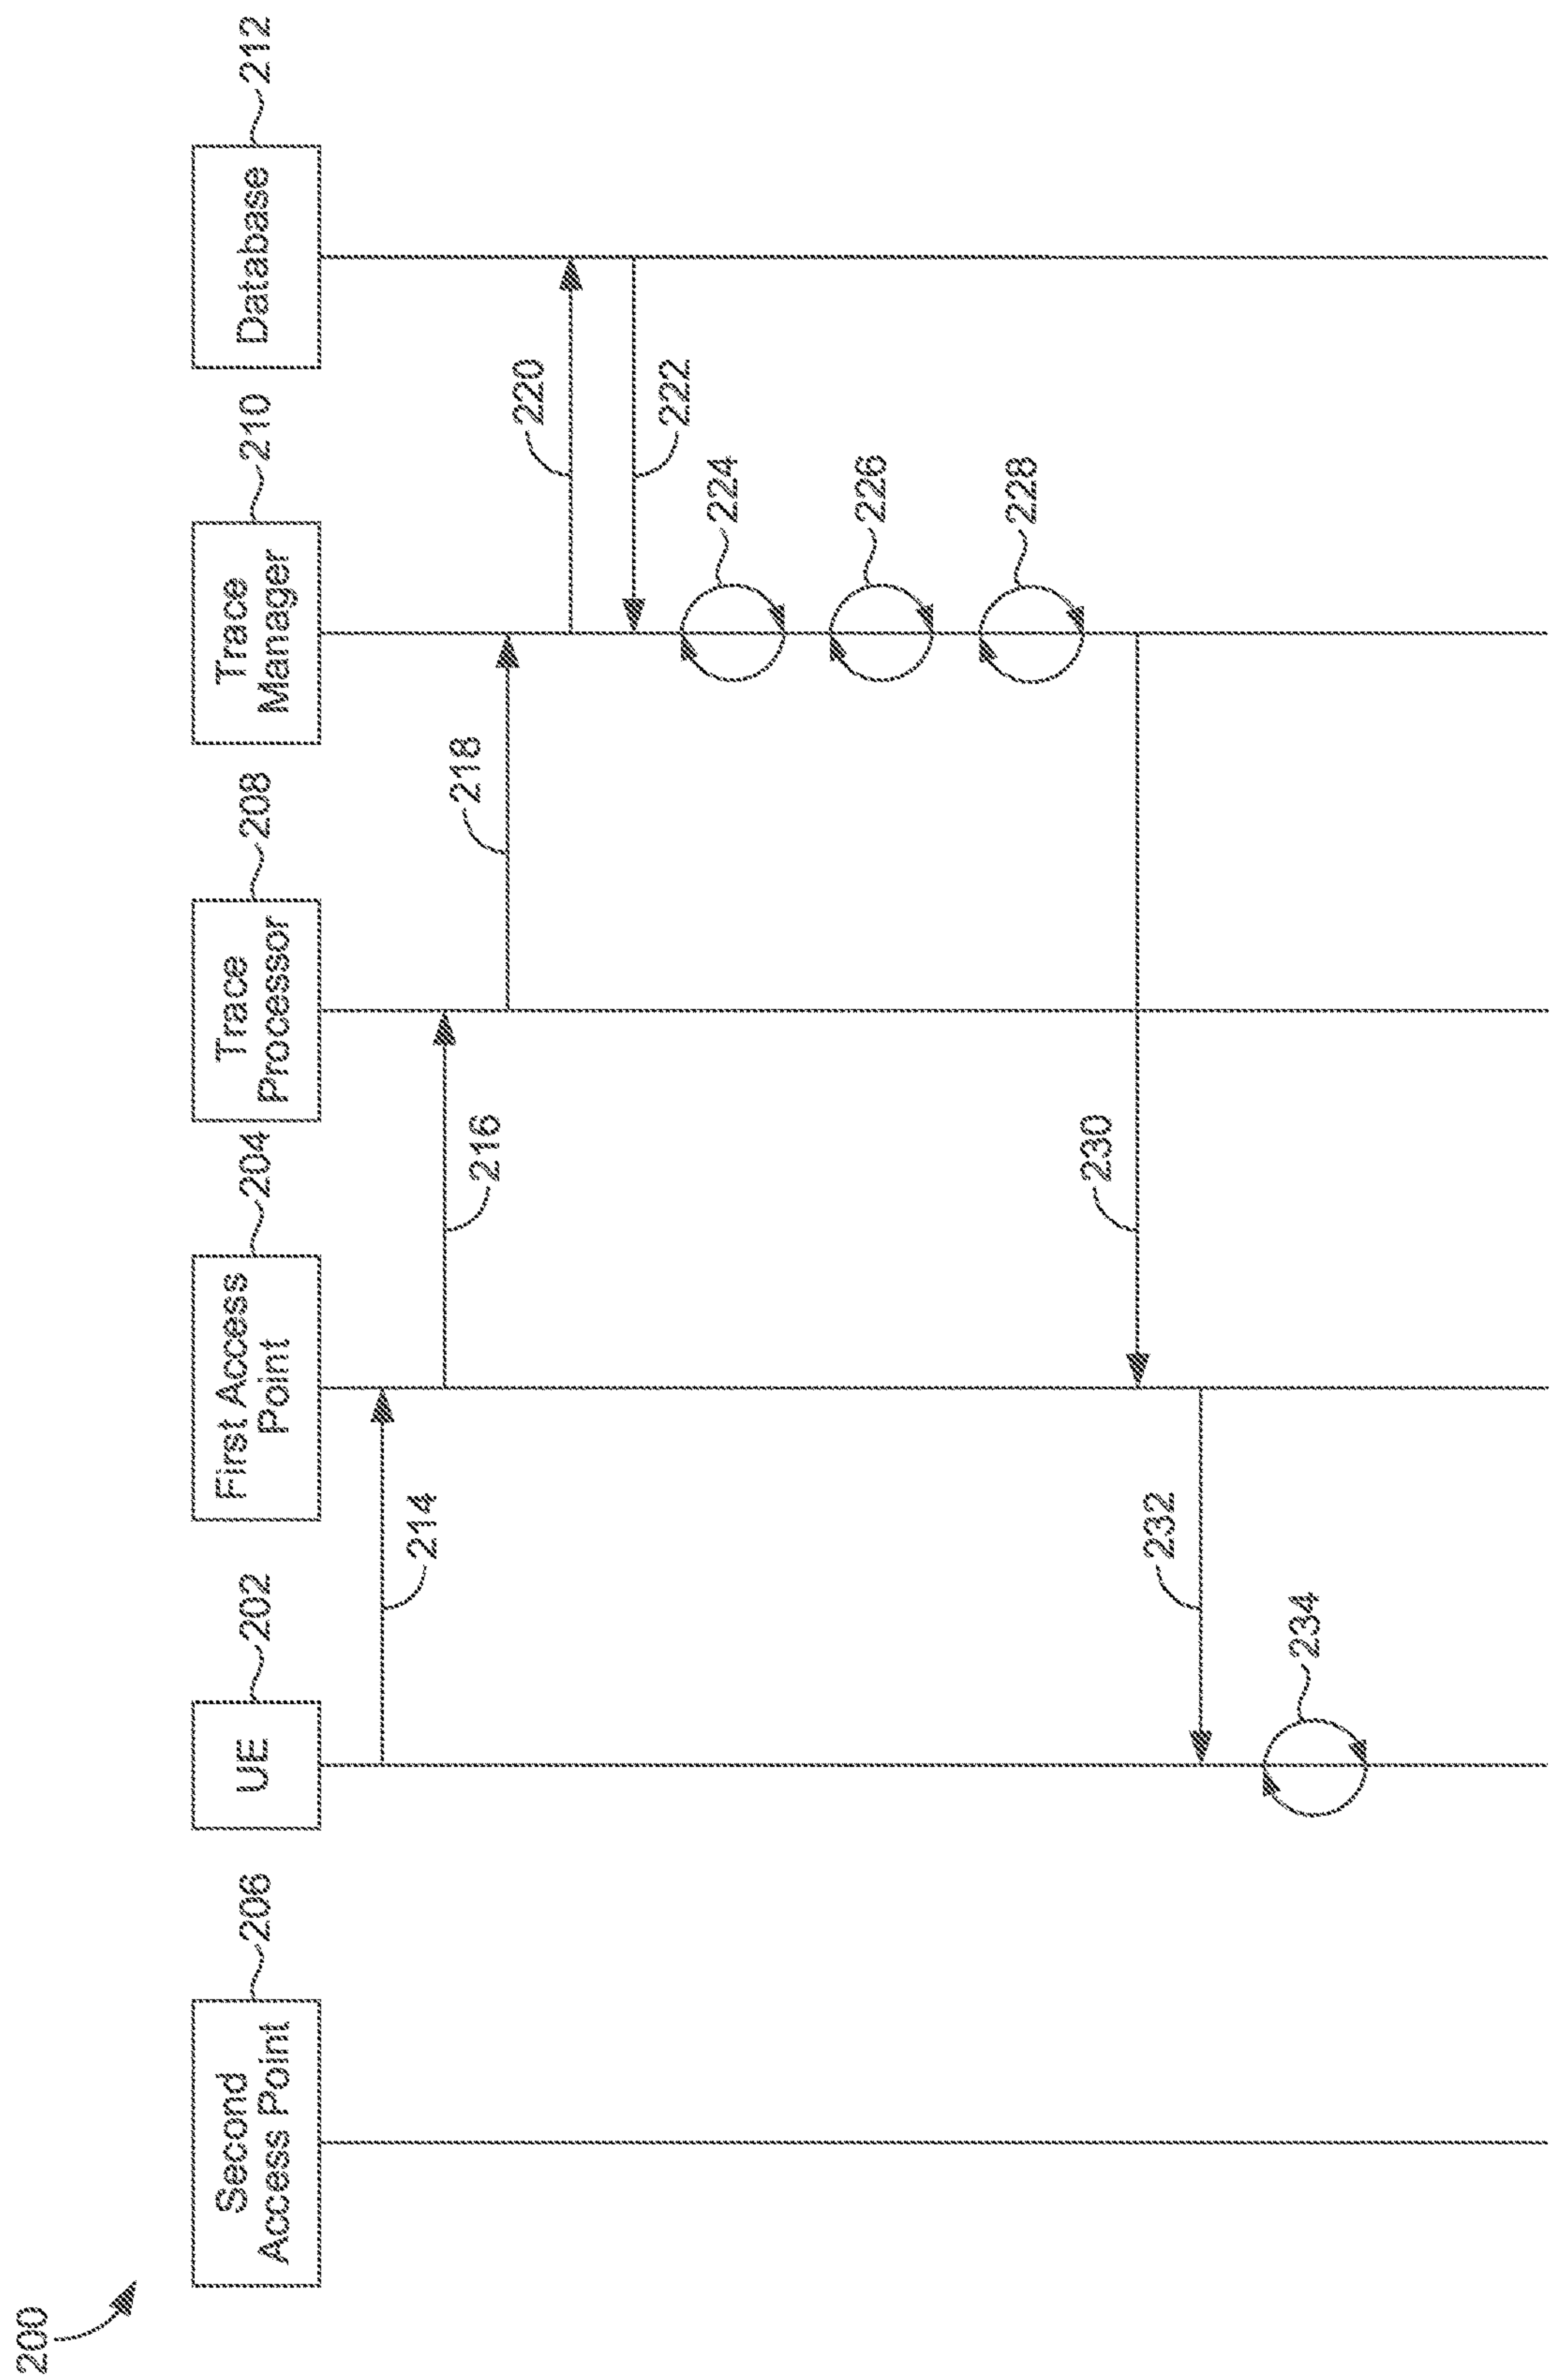 200
Second
Access Point
206
UE
202
First Access
Point
204
Trace
Processor
208
Trace
Manager
210
Database
212
214
216
218
220
222
224
226
228
230
232
234